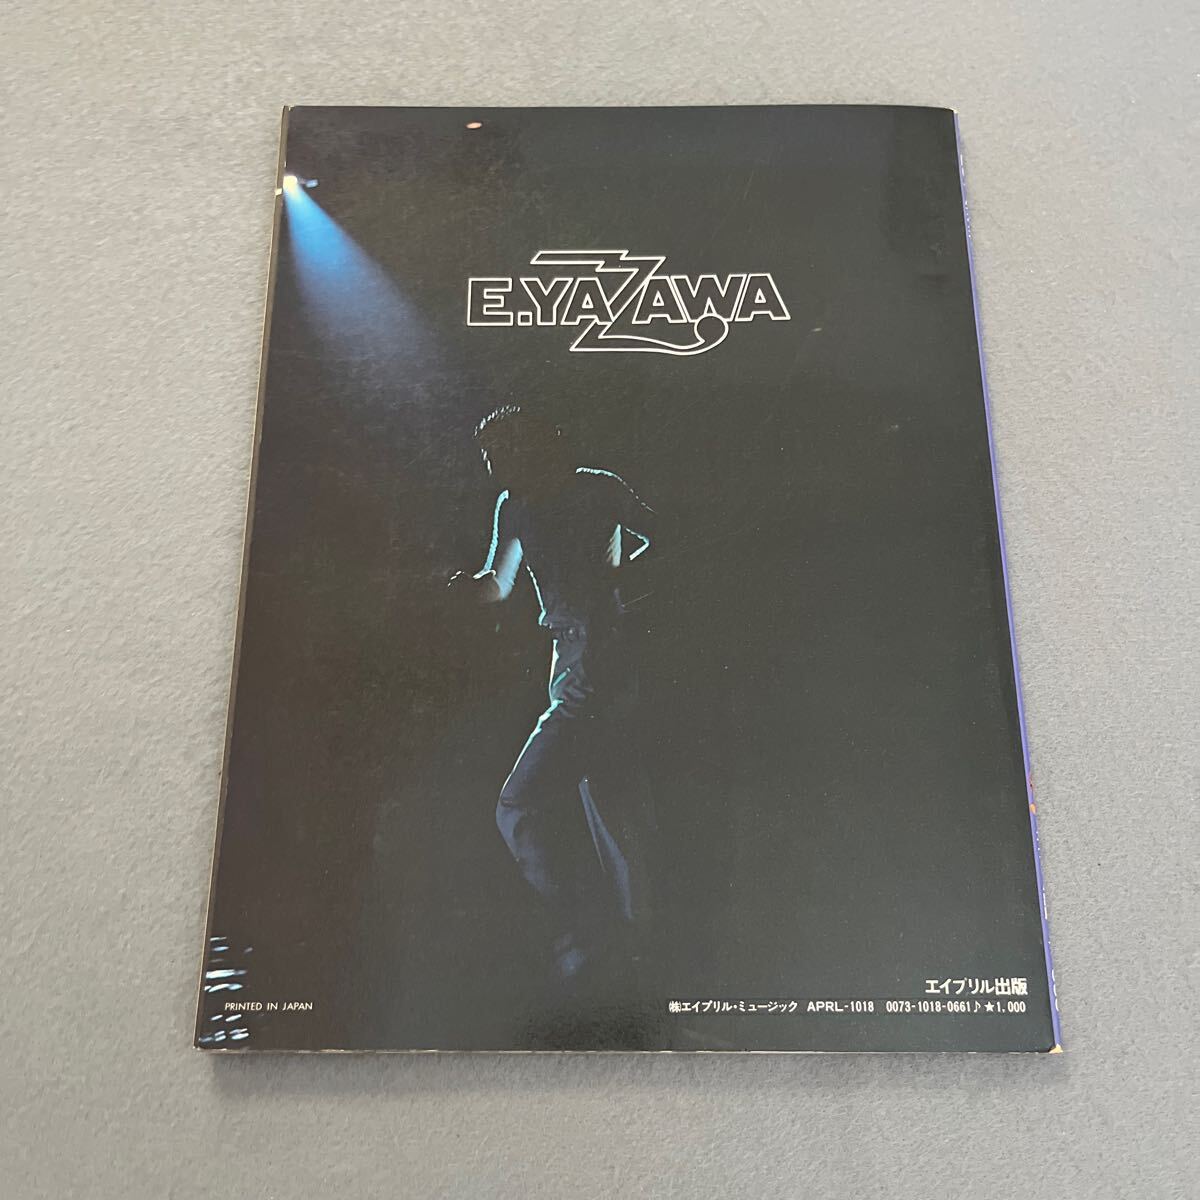 E.YAZAWA
エイプリル出版
PRINTED IN JAPAN
㈱エイプリル・ミュージック APRL-1018 0073-1018-0661♪★1,000